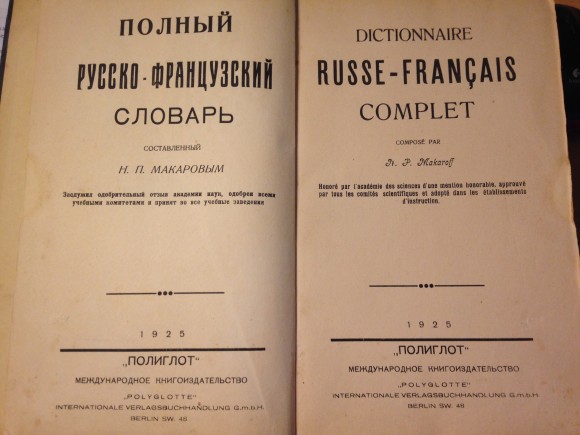 ПОЛНЫЙ
РУССКО-ФРАНЦУЗСКИЙ
СЛОВАРЬ
СОСТАВЛЕННЫЙ
Н. П. МАКАРОВЫМ
Заслужил одобрительный отзыв академии наук, одобрен всеми
учебными комитетами и принят во все учебные заведения
1925
„ПОЛИГЛОТ"
МЕЖДУНАРОДНОЕ КНИГОИЗДАТЕЛЬСТВО
„POLYGLOTTE"
INTERNATIONALE VERLAGSBUCHHANDLUNG G.m.b.H.
BERLIN SW. 48
DICTIONNAIRE
RUSSE-FRANÇAIS
COMPLET
COMPOSÉ PAR
N. P. Makaroff
Honoré par l'académie des sciences d'une mention honorable, approuvé
par tous les comités scientifiques et adopté dans les établissements
d'instruction.
1925
„ПОЛИГЛОТ"
МЕЖДУНАРОДНОЕ КНИГОИЗДАТЕЛЬСТВО
„POLYGLOTTE"
INTERNATIONALE VERLAGSBUCHHANDLUNG G.m.b.H.
BERLIN SW. 48